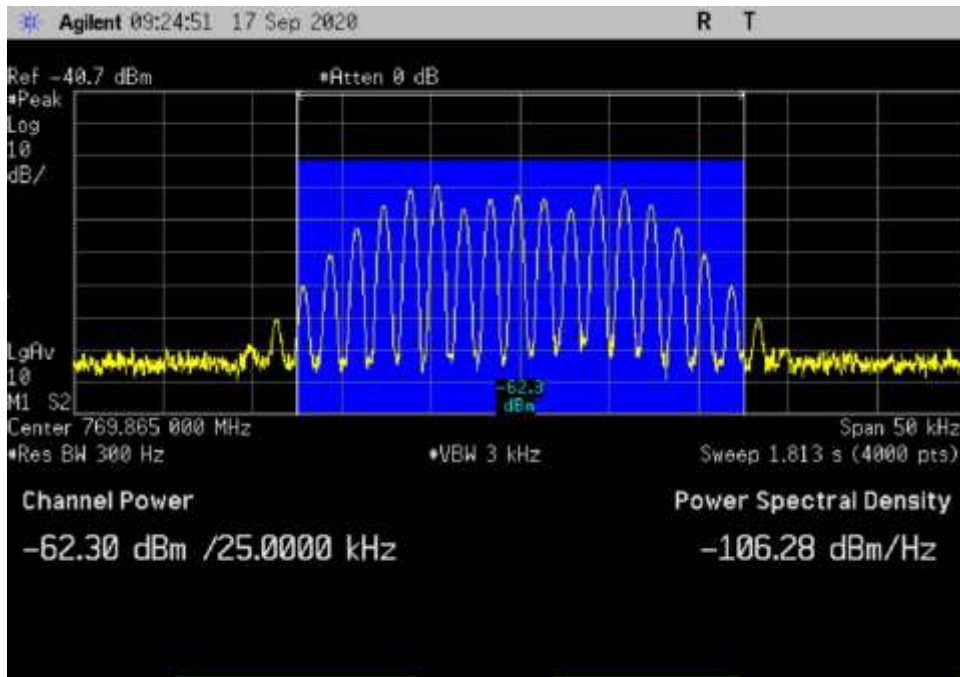 Agilent 09:24:51 17 Sep 2020
R T
Ref -40.7 dBm #Atten 0 dB
#Peak
Log
10
dB/
LgAv
10
M1 S2
-62.3
dBm
Center 769.865 000 MHz Span 50 kHz
#Res BW 300 Hz #VBW 3 kHz Sweep 1.813 s (4000 pts)
Channel Power
Power Spectral Density
-62.30 dBm /25.0000 kHz
-106.28 dBm/Hz